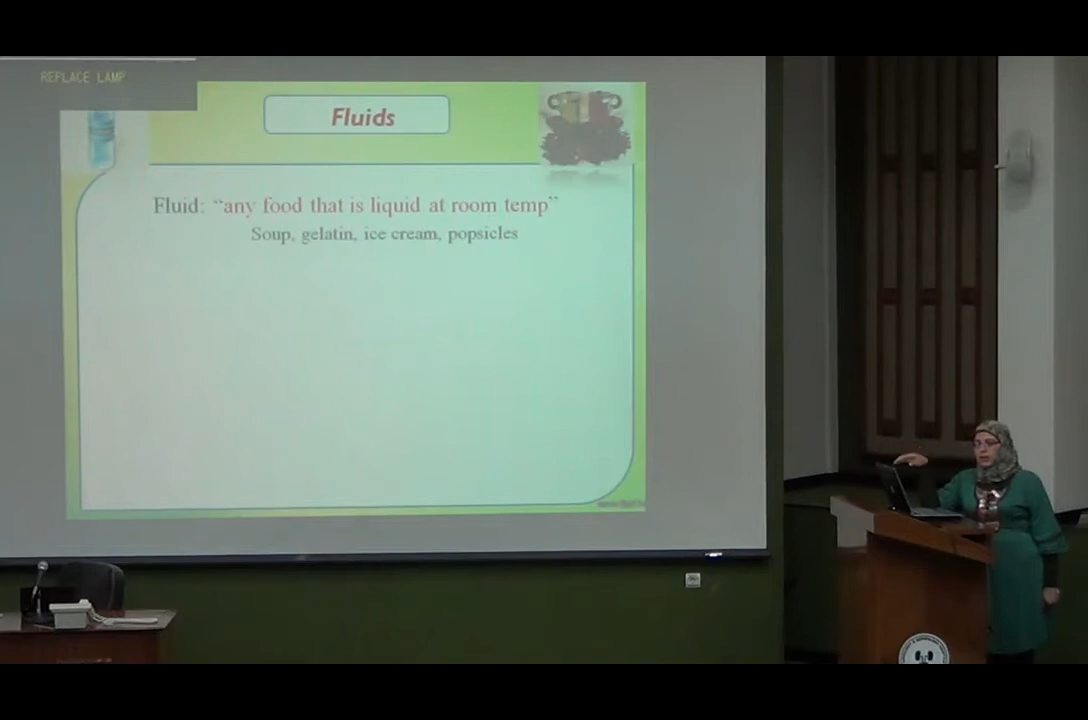 REPLACE LAMP
Fluids
Fluid: “any food that is liquid at room temp”
Soup, gelatin, ice cream, popsicles